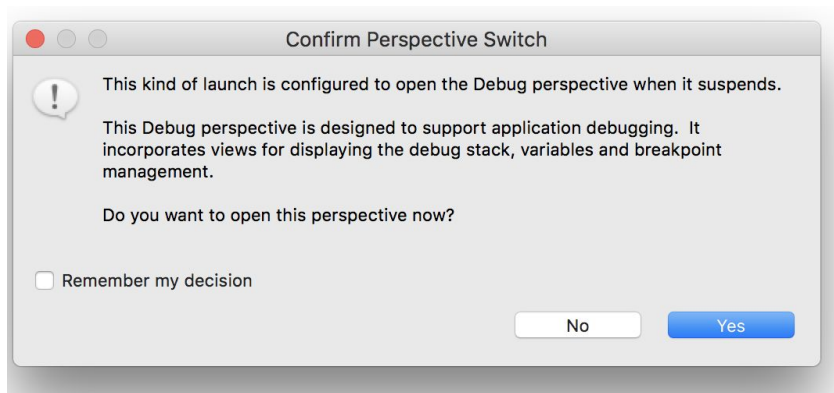 Confirm Perspective Switch
This kind of launch is configured to open the Debug perspective when it suspends.
This Debug perspective is designed to support application debugging.  It
incorporates views for displaying the debug stack, variables and breakpoint
management.
Do you want to open this perspective now?
Remember my decision
No
Yes